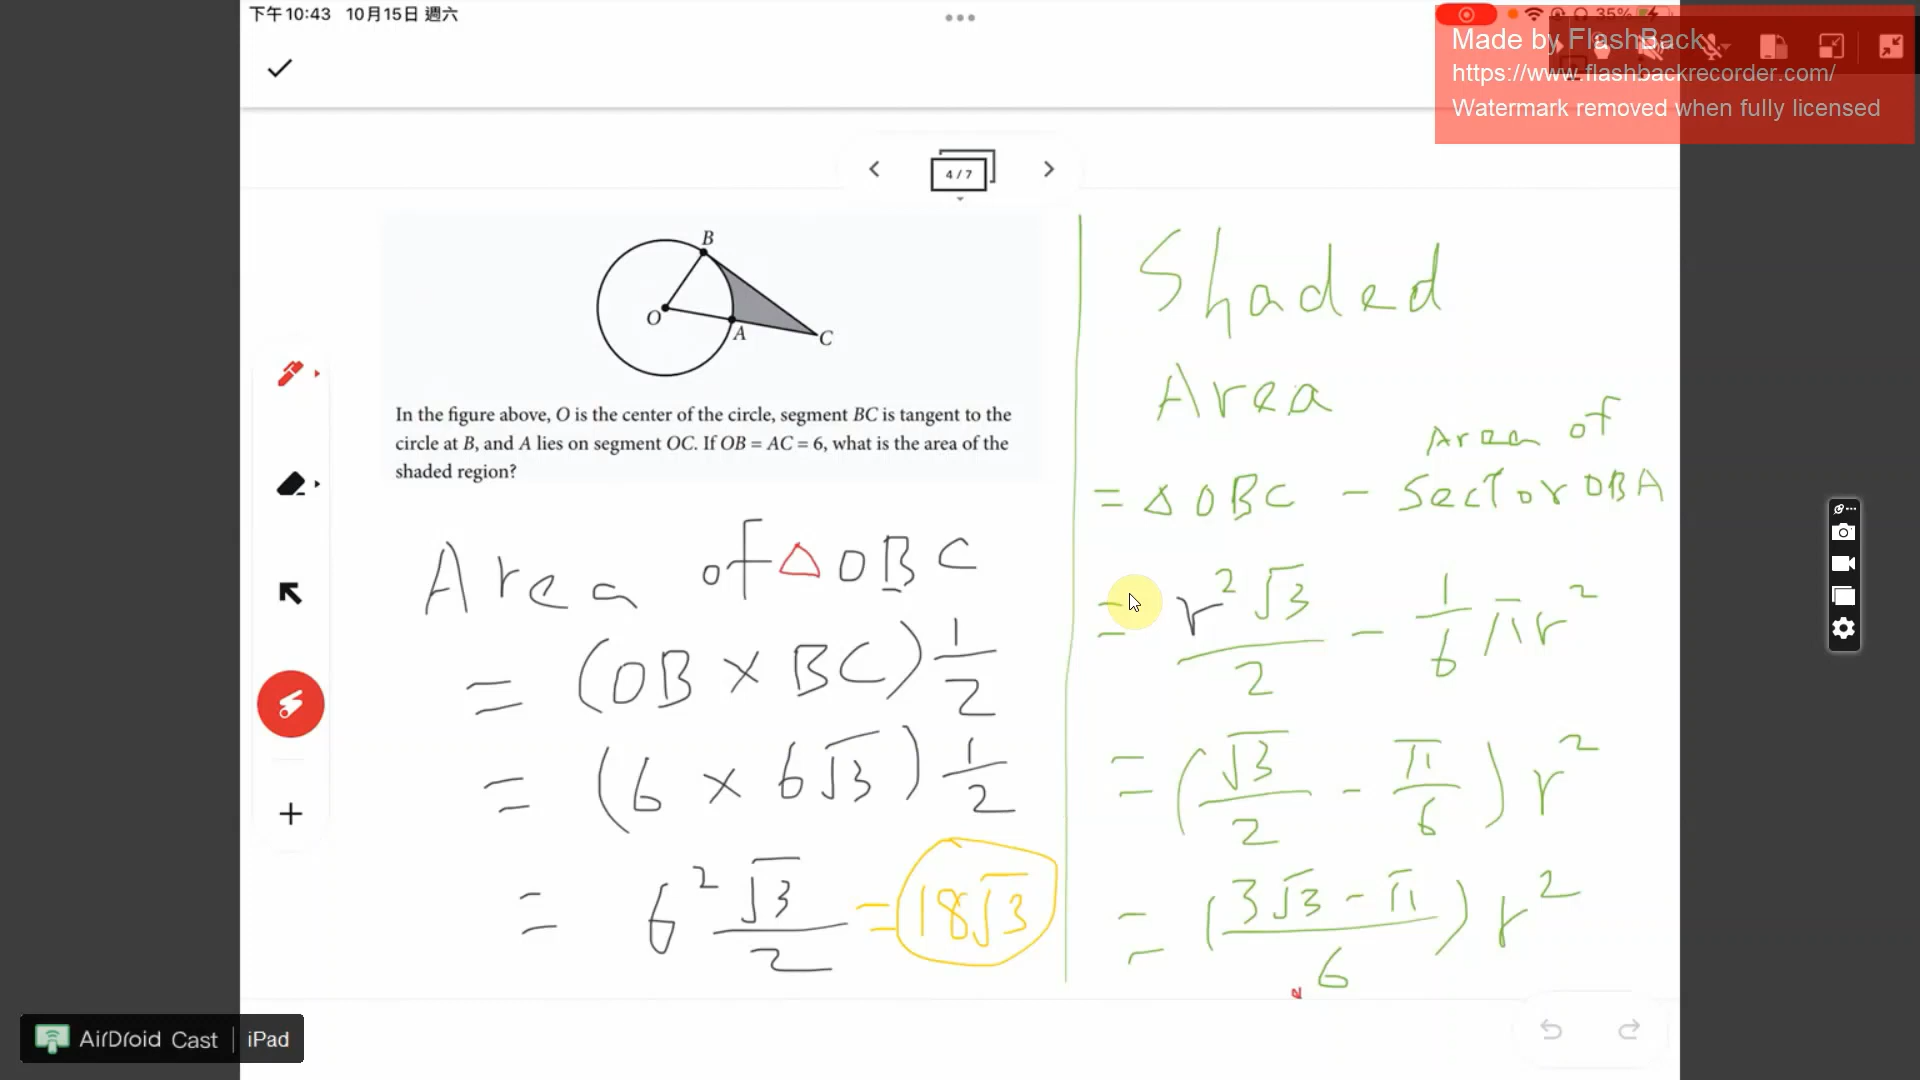 下午10:43 10月15日 週六
35%
Made by FlashBack
https://www.flashbackrecorder.com/
Watermark removed when fully licensed
4 / 7
B
O
A
C
In the figure above, O is the center of the circle, segment BC is tangent to the
circle at B, and A lies on segment OC. If OB = AC = 6, what is the area of the
shaded region?
Area of △OBC
= (OB × BC) 1/2
= (6 × 6√3) 1/2
= 6² √3/2 = 18√3
Shaded
Area
= △OBC − Area of Sector OBA
= r²√3/2 − 1/6 πr²
= (√3/2 − π/6) r²
= (3√3 − π/6) r²
AirDroid Cast | iPad